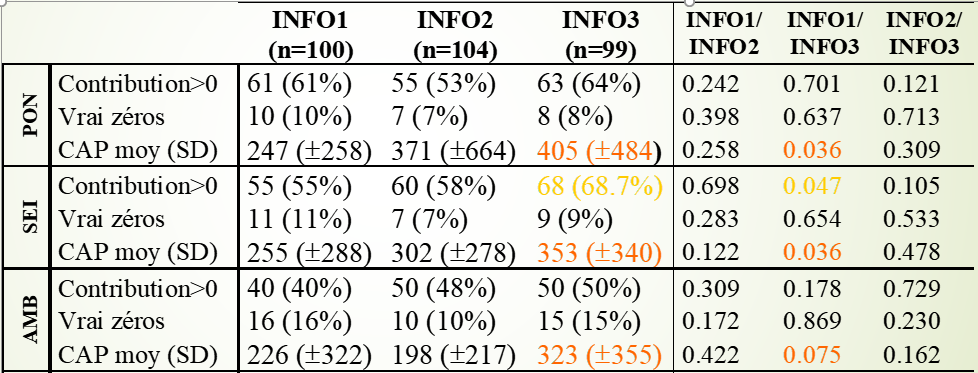 INFO1 (n=100) INFO2 (n=104) INFO3 (n=99) INFO1/ INFO2 INFO1/ INFO3 INFO2/ INFO3
PON
Contribution>0 61 (61%) 55 (53%) 63 (64%) 0.242 0.701 0.121
Vrai zéros 10 (10%) 7 (7%) 8 (8%) 0.398 0.637 0.713
CAP moy (SD) 247 (±258) 371 (±664) 405 (±484) 0.258 0.036 0.309
SEI
Contribution>0 55 (55%) 60 (58%) 68 (68.7%) 0.698 0.047 0.105
Vrai zéros 11 (11%) 7 (7%) 9 (9%) 0.283 0.654 0.533
CAP moy (SD) 255 (±288) 302 (±278) 353 (±340) 0.122 0.036 0.478
AMB
Contribution>0 40 (40%) 50 (48%) 50 (50%) 0.309 0.178 0.729
Vrai zéros 16 (16%) 10 (10%) 15 (15%) 0.172 0.869 0.230
CAP moy (SD) 226 (±322) 198 (±217) 323 (±355) 0.422 0.075 0.162